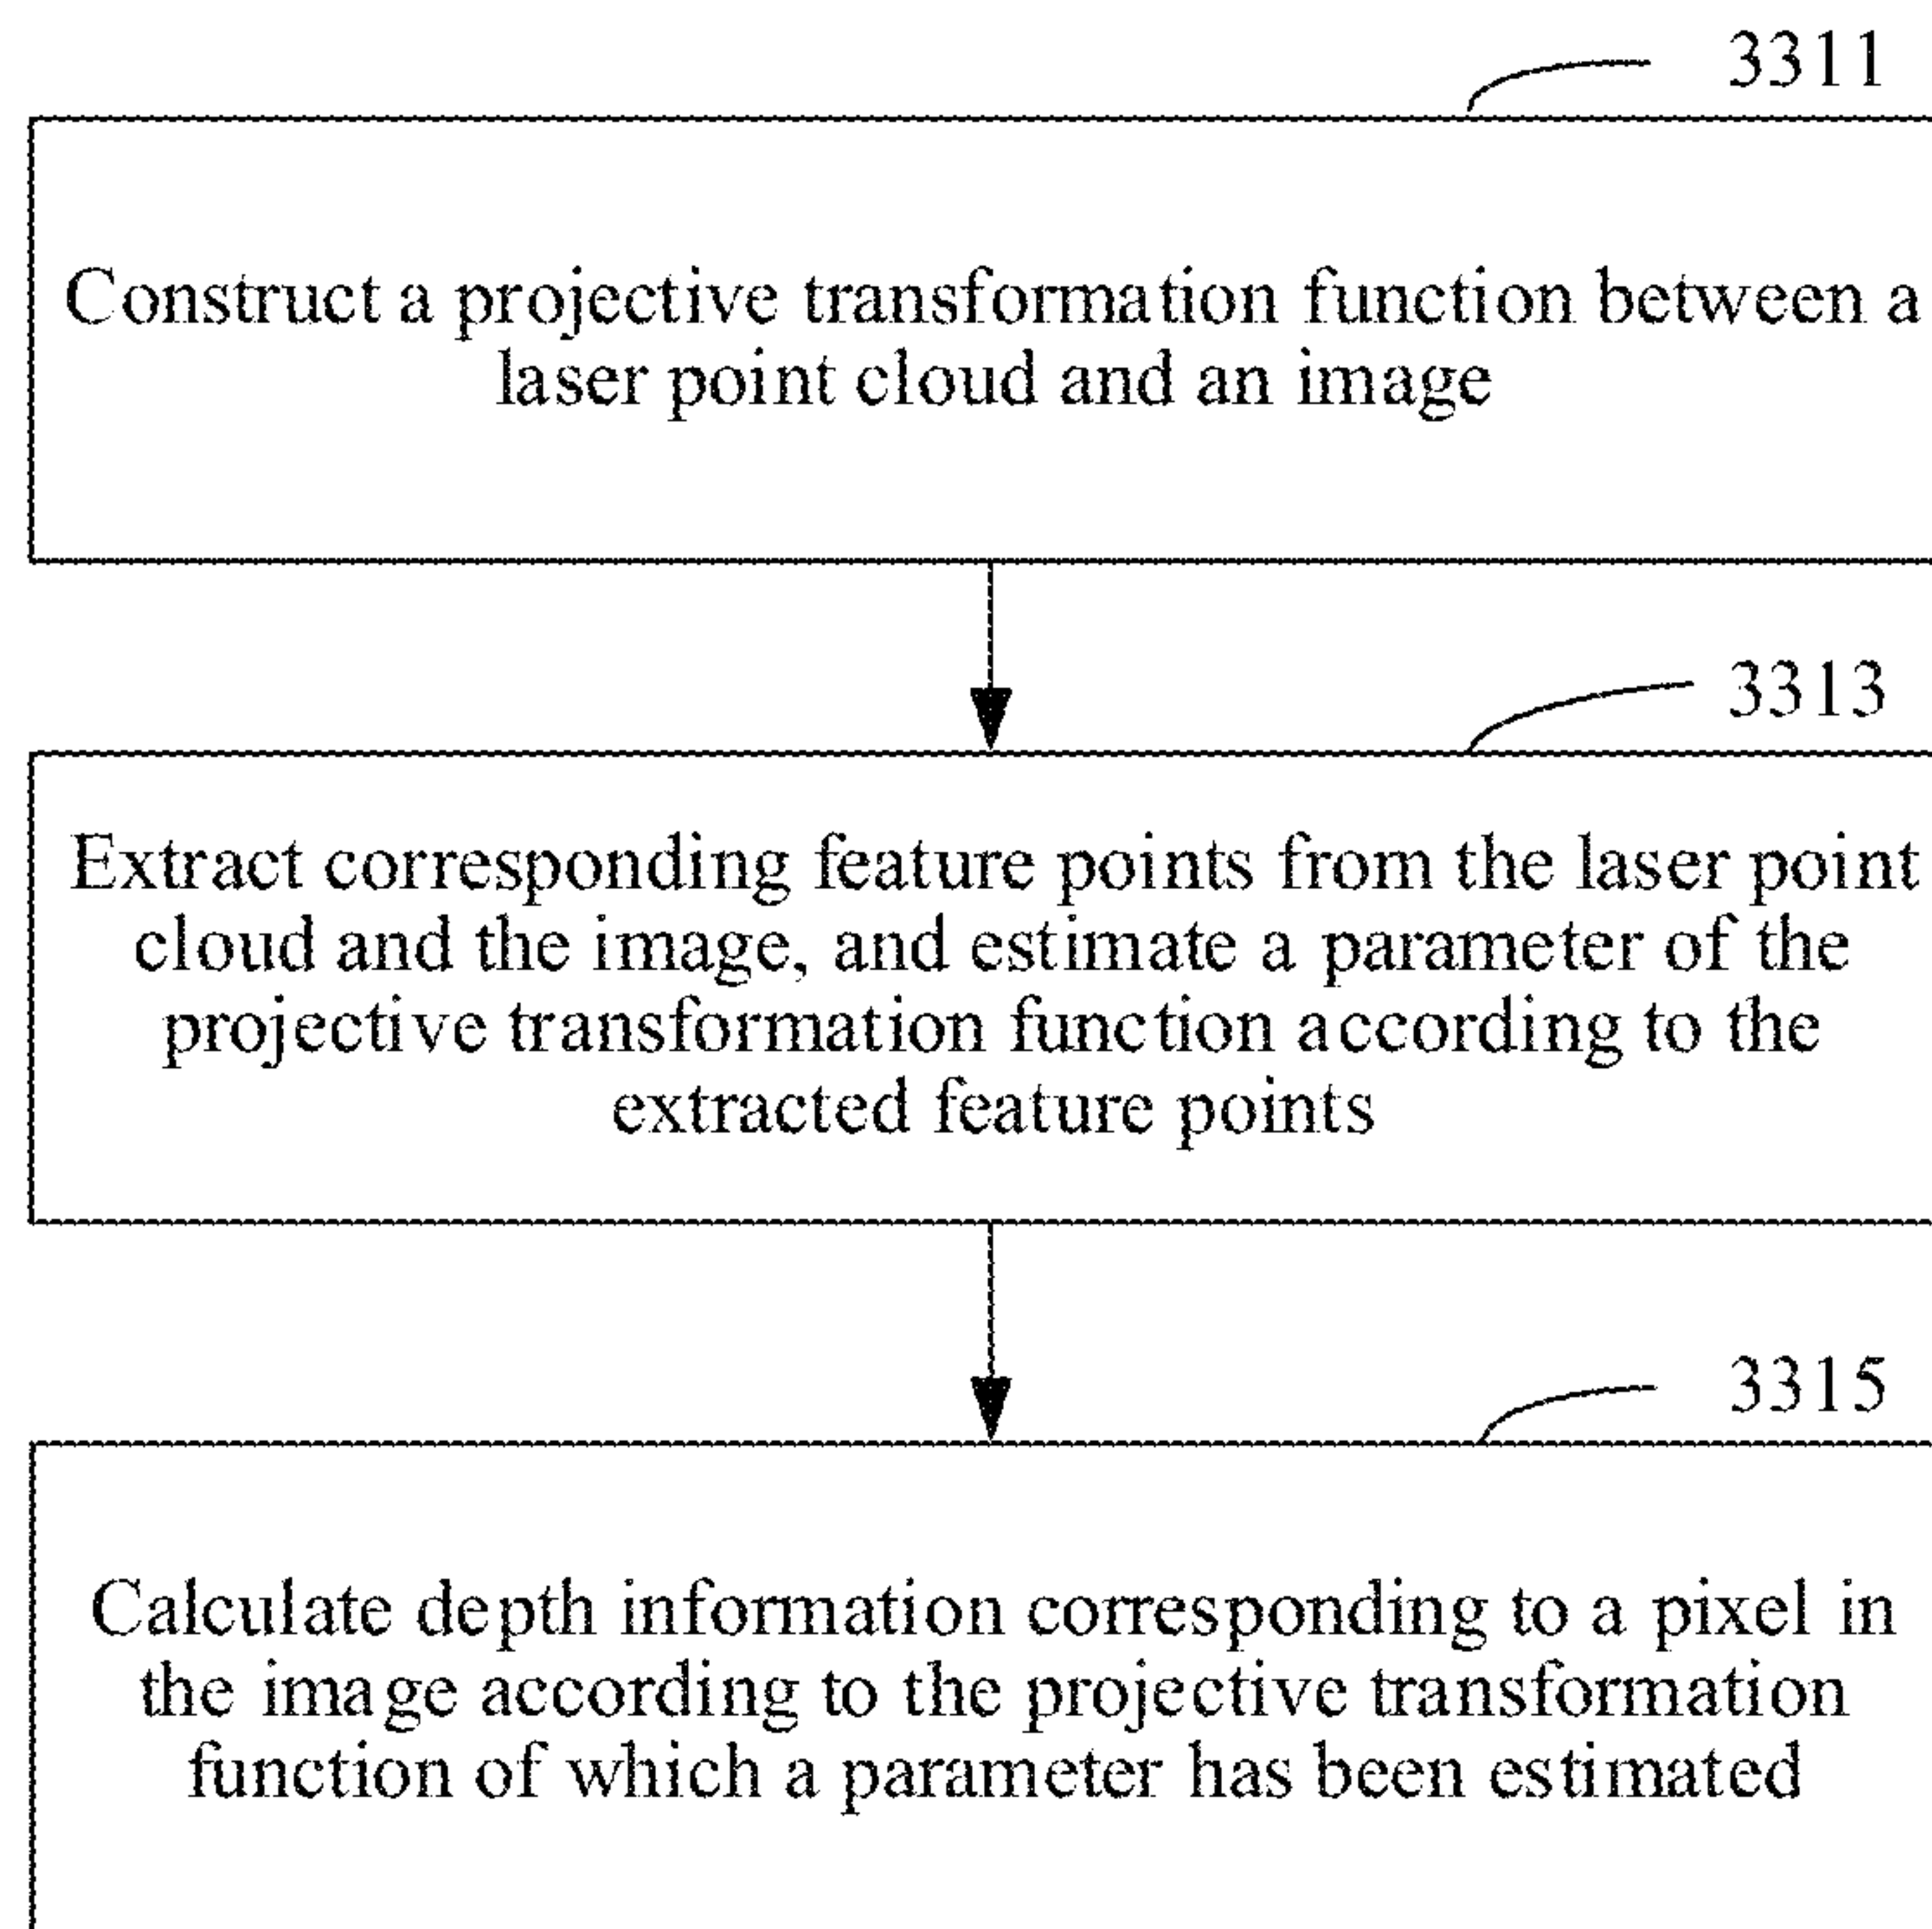 3311
Construct a projective transformation function between a
laser point cloud and an image
3313
Extract corresponding feature points from the laser point
cloud and the image, and estimate a parameter of the
projective transformation function according to the
extracted feature points
3315
Calculate depth information corresponding to a pixel in
the image according to the projective transformation
function of which a parameter has been estimated